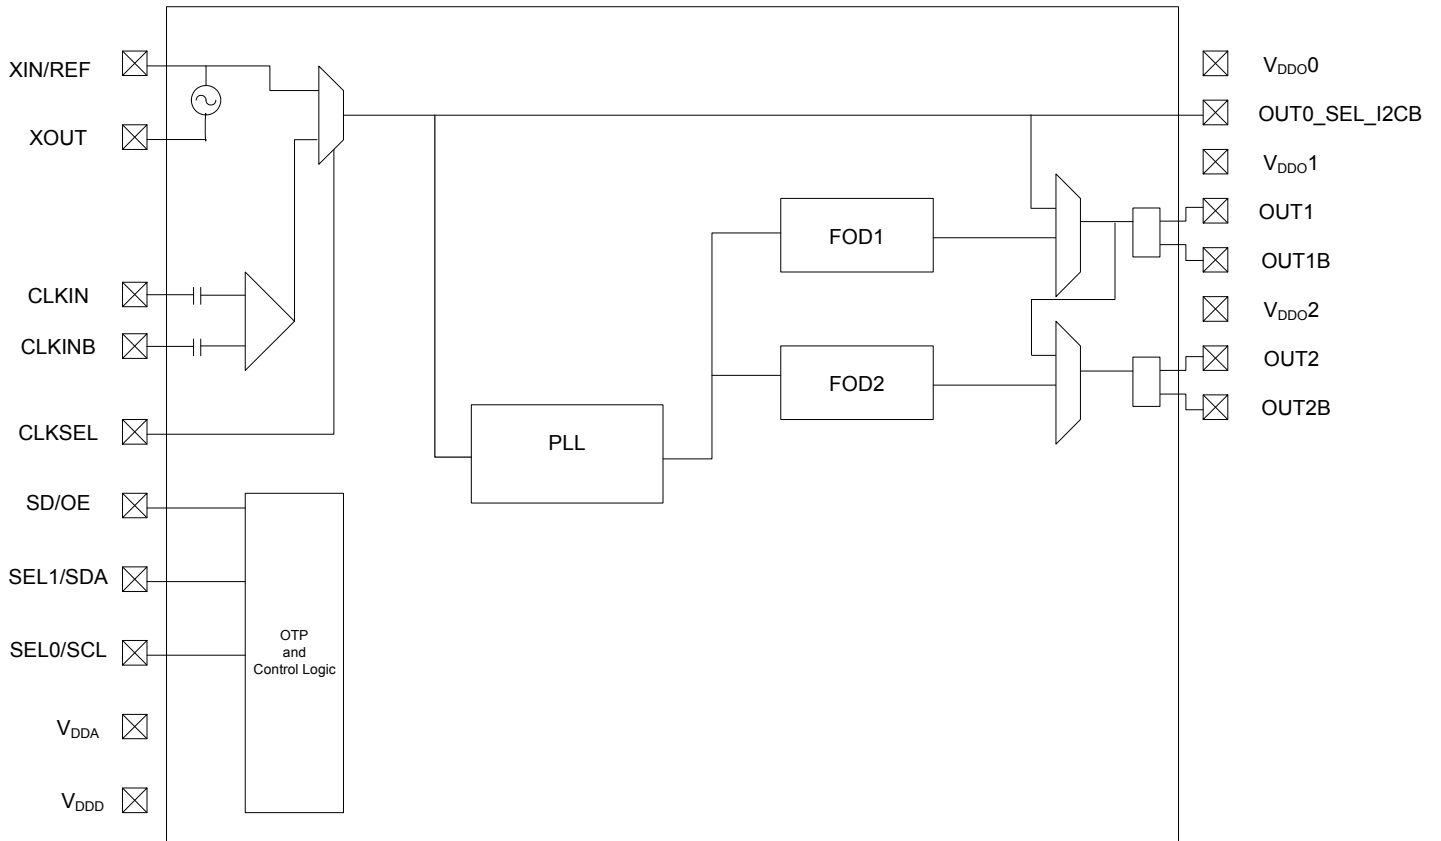 XIN/REF
XOUT
CLKIN
CLKINB
CLKSEL
SD/OE
SEL1/SDA
SEL0/SCL
VDDA
VDDD
OTP
and
Control Logic
PLL
FOD1
FOD2
VDDO0
OUT0_SEL_I2CB
VDDO1
OUT1
OUT1B
VDDO2
OUT2
OUT2B